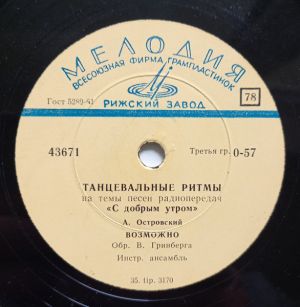 МЕЛОДИЯ
ВСЕСОЮЗНАЯ ФИРМА ГРАМПЛАСТИНОК
Гост 5289-61
РИЖСКИЙ ЗАВОД
78
43671
Третья гр. 0-57
ТАНЦЕВАЛЬНЫЕ РИТМЫ
на темы песен радиопередач
«С добрым утром»
А. Островский
ВОЗМОЖНО
Обр. В. Гринберга
Инстр. ансамбль
35. tip. 3170